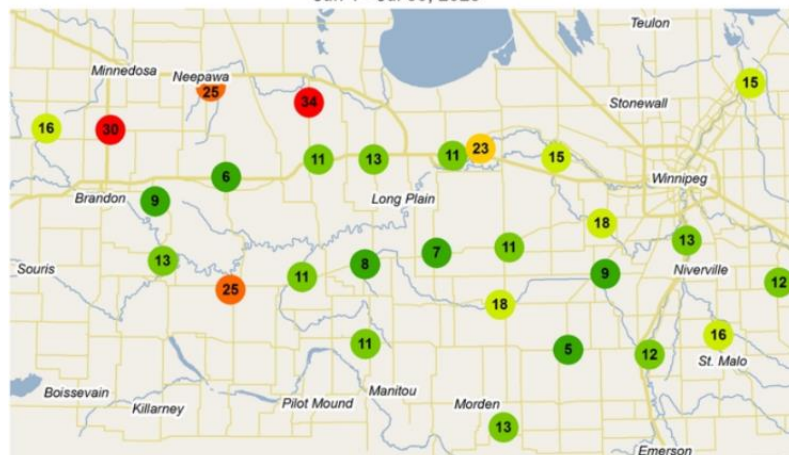 Teulon
Minnedosa
Neepawa
15
25
34
Stonewall
16
30
11
13
11
23
15
6
Winnipeg
Brandon
9
Long Plain
18
13
11
7
13
8
Souris
11
9
Niverville
25
12
18
16
11
5
12
St. Malo
Boissevain
Manitou
Killarney
Pilot Mound
Morden
13
Emerson